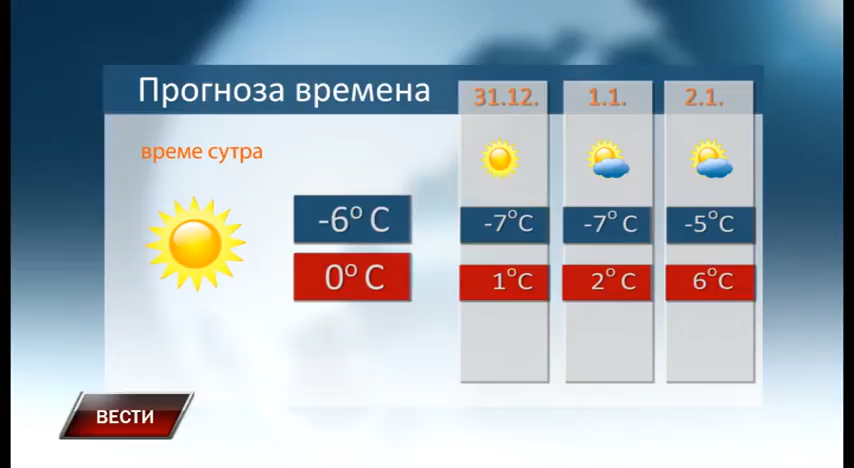 Прогноза времена
31.12. 1.1. 2.1.
време сутра
-6° C -7°C -7° C -5°C
0° C 1°C 2° C 6°C
ВЕСТИ